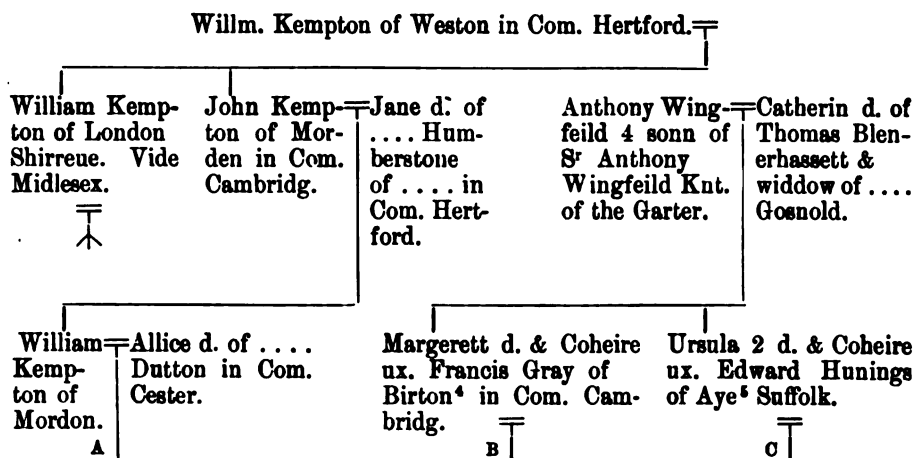 Willm. Kempton of Weston in Com. Hertford.
William Kemp-
ton of London
Shirreue. Vide
Midlesex.
John Kemp-
ton of Mor-
den in Com.
Cambridg.
Jane d. of
.... Hum-
berstone
of .... in
Com. Hert-
ford.
Anthony Wing-
feild 4 sonn of
Sʳ Anthony
Wingfeild Knt.
of the Garter.
Catherin d. of
Thomas Blen-
erhassett &
widdow of ....
Gosnold.
William
Kemp-
ton of
Mordon.
A
Allice d. of ....
Dutton in Com.
Cester.
Margerett d. & Coheire
ux. Francis Gray of
Birton⁴ in Com. Cam-
bridg.
B
Ursula 2 d. & Coheire
ux. Edward Hunings
of Aye⁵ Suffolk.
C